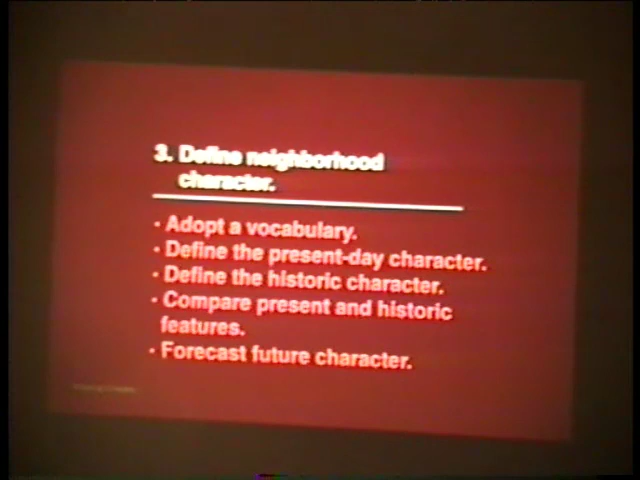 3. Define neighborhood
character.
· Adopt a vocabulary.
· Define the present-day character.
· Define the historic character.
· Compare present and historic
features.
· Forecast future character.